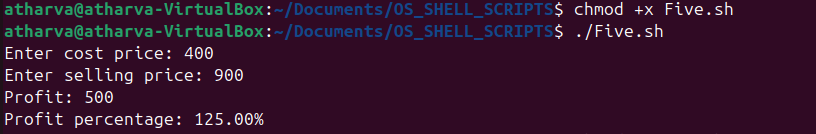 atharva@atharva-VirtualBox:~/Documents/OS_SHELL_SCRIPTS$ chmod +x Five.sh
atharva@atharva-VirtualBox:~/Documents/OS_SHELL_SCRIPTS$ ./Five.sh
Enter cost price: 400
Enter selling price: 900
Profit: 500
Profit percentage: 125.00%